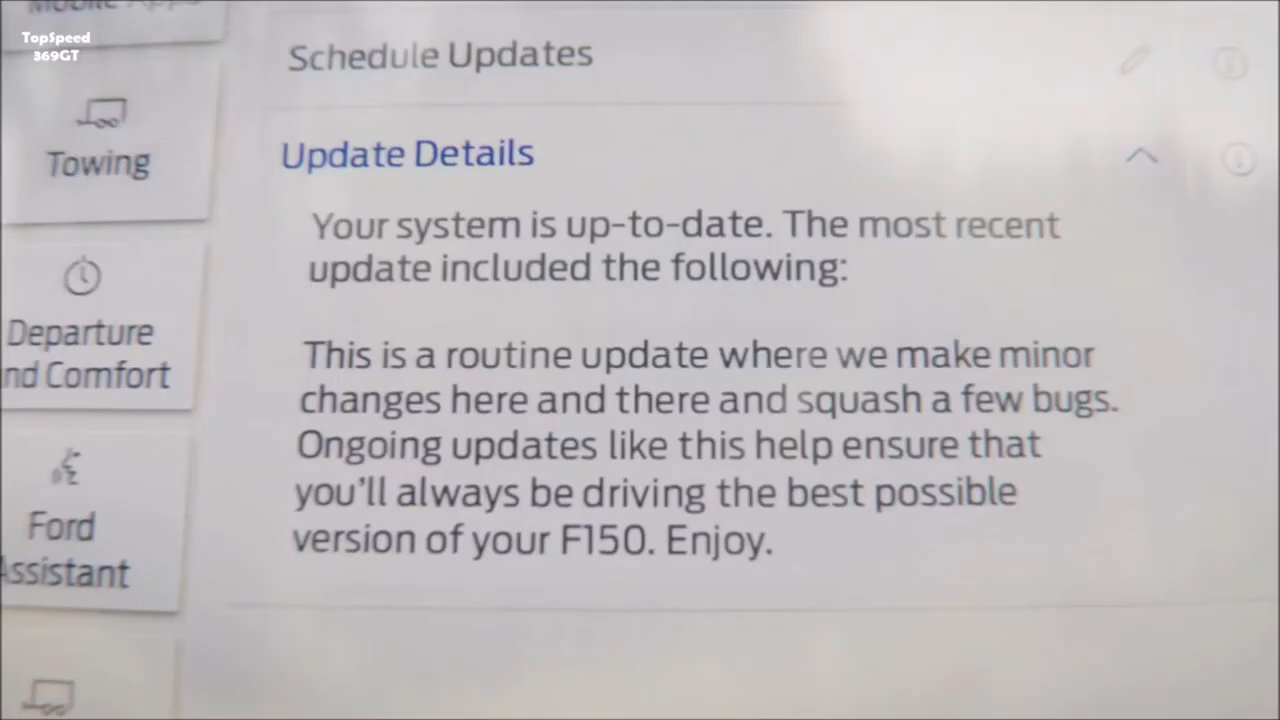 TopSpeed
369GT
Mobile Apps
Towing
Departure
nd Comfort
Ford
Assistant
Schedule Updates
Update Details
Your system is up-to-date. The most recent
update included the following:
This is a routine update where we make minor
changes here and there and squash a few bugs.
Ongoing updates like this help ensure that
you'll always be driving the best possible
version of your F150. Enjoy.